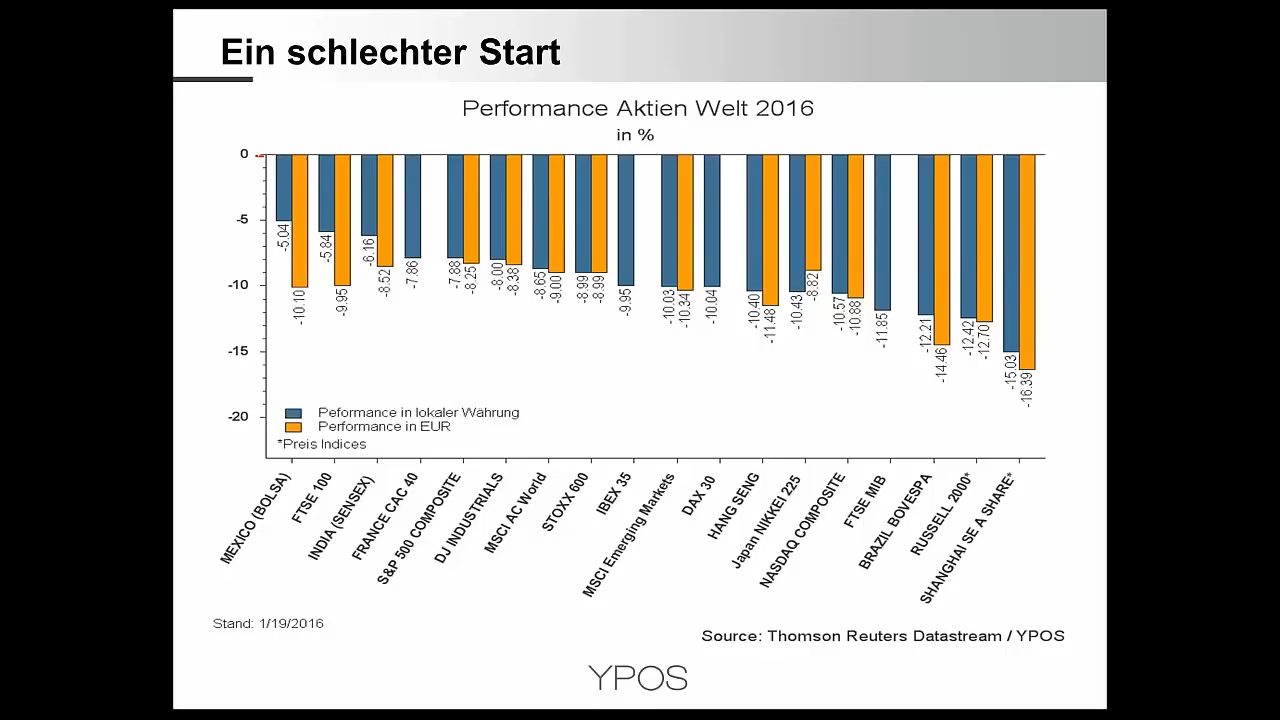 Ein schlechter Start
Performance Aktien Welt 2016
in %
0
-5
-10
-15
-20
-5.04
-10.10
-5.84
-9.95
-6.16
-8.52
-7.86
-7.88
-8.25
-8.00
-8.38
-8.65
-9.00
-8.99
-8.99
-9.95
-10.03
-10.34
-10.04
-10.40
-11.48
-10.43
-8.82
-10.57
-10.88
-11.85
-12.21
-14.46
-12.42
-12.70
-15.03
-16.39
Peformance in lokaler Währung
Performance in EUR
*Preis Indices
MEXICO (BOLSA)
FTSE 100
INDIA (SENSEX)
FRANCE CAC 40
S&P 500 COMPOSITE
DJ INDUSTRIALS
MSCI AC World
STOXX 600
IBEX 35
MSCI Emerging Markets
DAX 30
HANG SENG
Japan NIKKEI 225
NASDAQ COMPOSITE
FTSE MIB
BRAZIL BOVESPA
RUSSELL 2000*
SHANGHAI SE A SHARE*
Stand: 1/19/2016
Source: Thomson Reuters Datastream / YPOS
YPOS